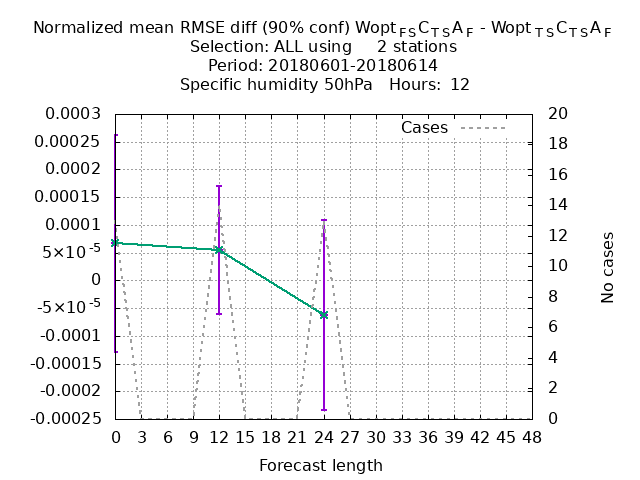 Normalized mean RMSE diff (90% conf) Wopt FS C TS A F - Wopt TS C TS A F
Selection: ALL using 2 stations
Period: 20180601-20180614
Specific humidity 50hPa Hours: 12
Cases
0.0003
0.00025
0.0002
0.00015
0.0001
5×10-5
0
-5×10-5
-0.0001
-0.00015
-0.0002
-0.00025
20
18
16
14
12
10
8
6
4
2
0
No cases
0 3 6 9 12 15 18 21 24 27 30 33 36 39 42 45 48
Forecast length